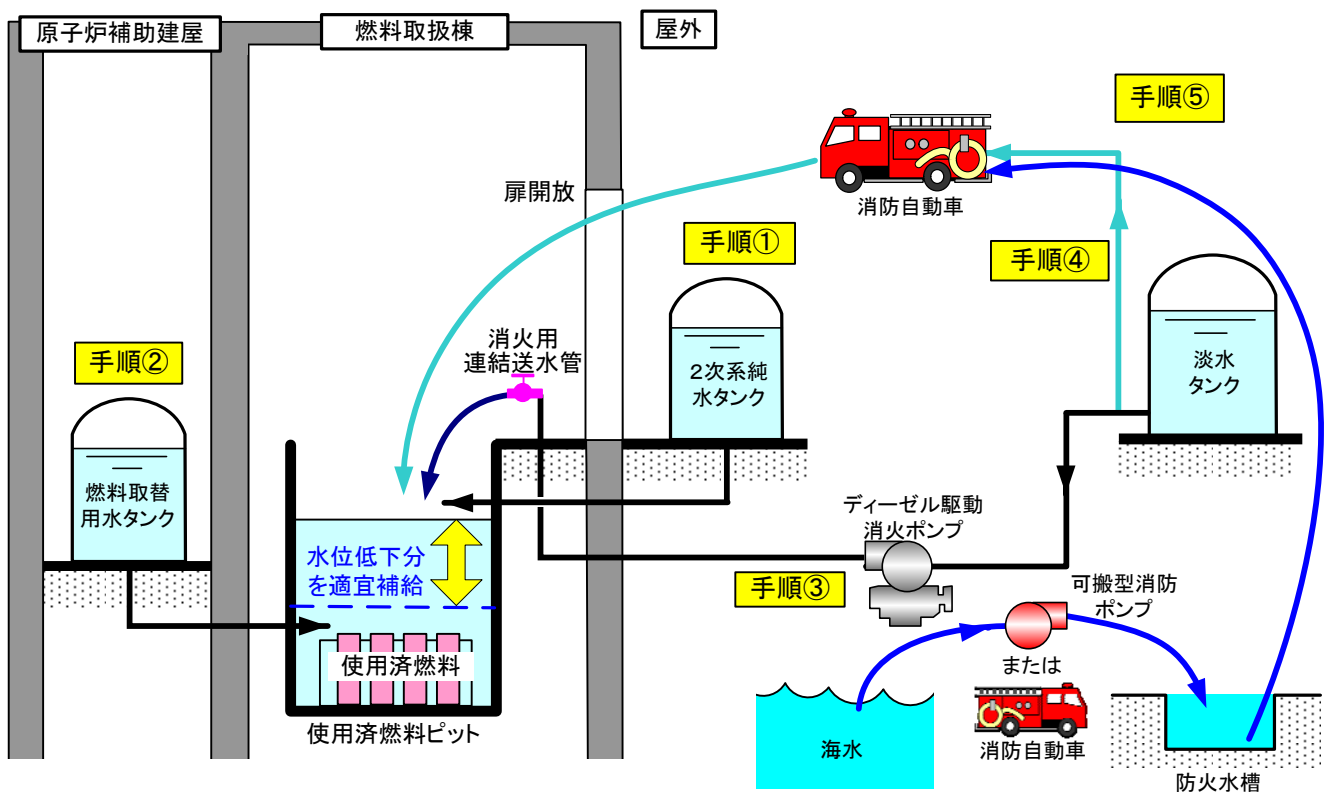 原子炉補助建屋
燃料取扱棟
屋外
手順⑤
消防自動車
扉開放
手順①
手順④
消火用
連結送水管
2次系純
水タンク
淡水
タンク
手順②
燃料取替
用水タンク
ディーゼル駆動
消火ポンプ
水位低下分
を適宜補給
手順③
可搬型消防
ポンプ
または
使用済燃料
使用済燃料ピット
海水
消防自動車
防火水槽